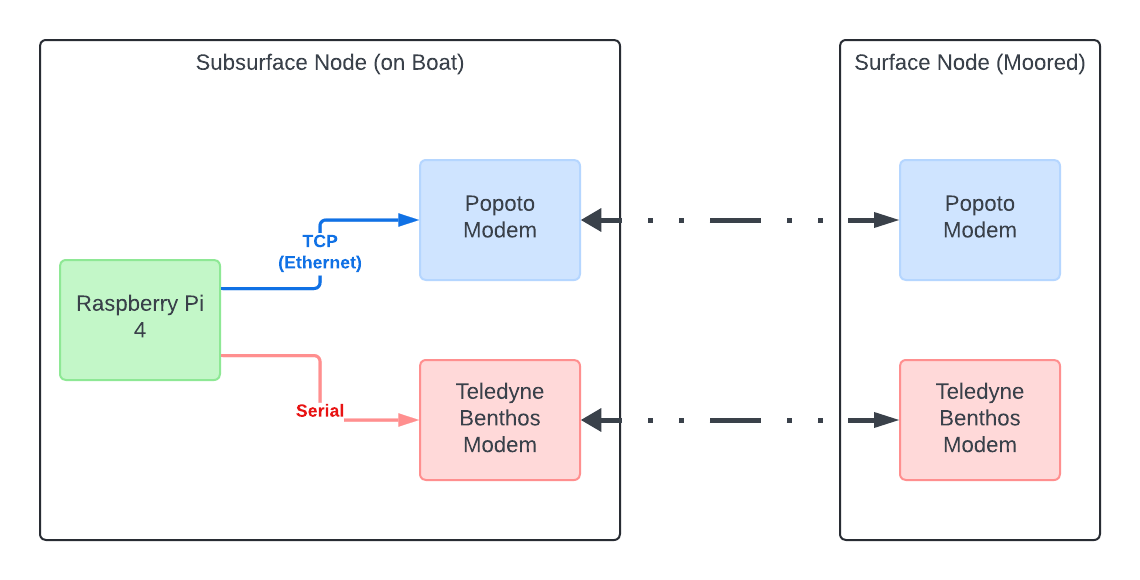 Subsurface Node (on Boat)
Surface Node (Moored)
Popoto
Modem
Popoto
Modem
TCP
(Ethernet)
Raspberry Pi
4
Teledyne
Benthos
Modem
Teledyne
Benthos
Modem
Serial